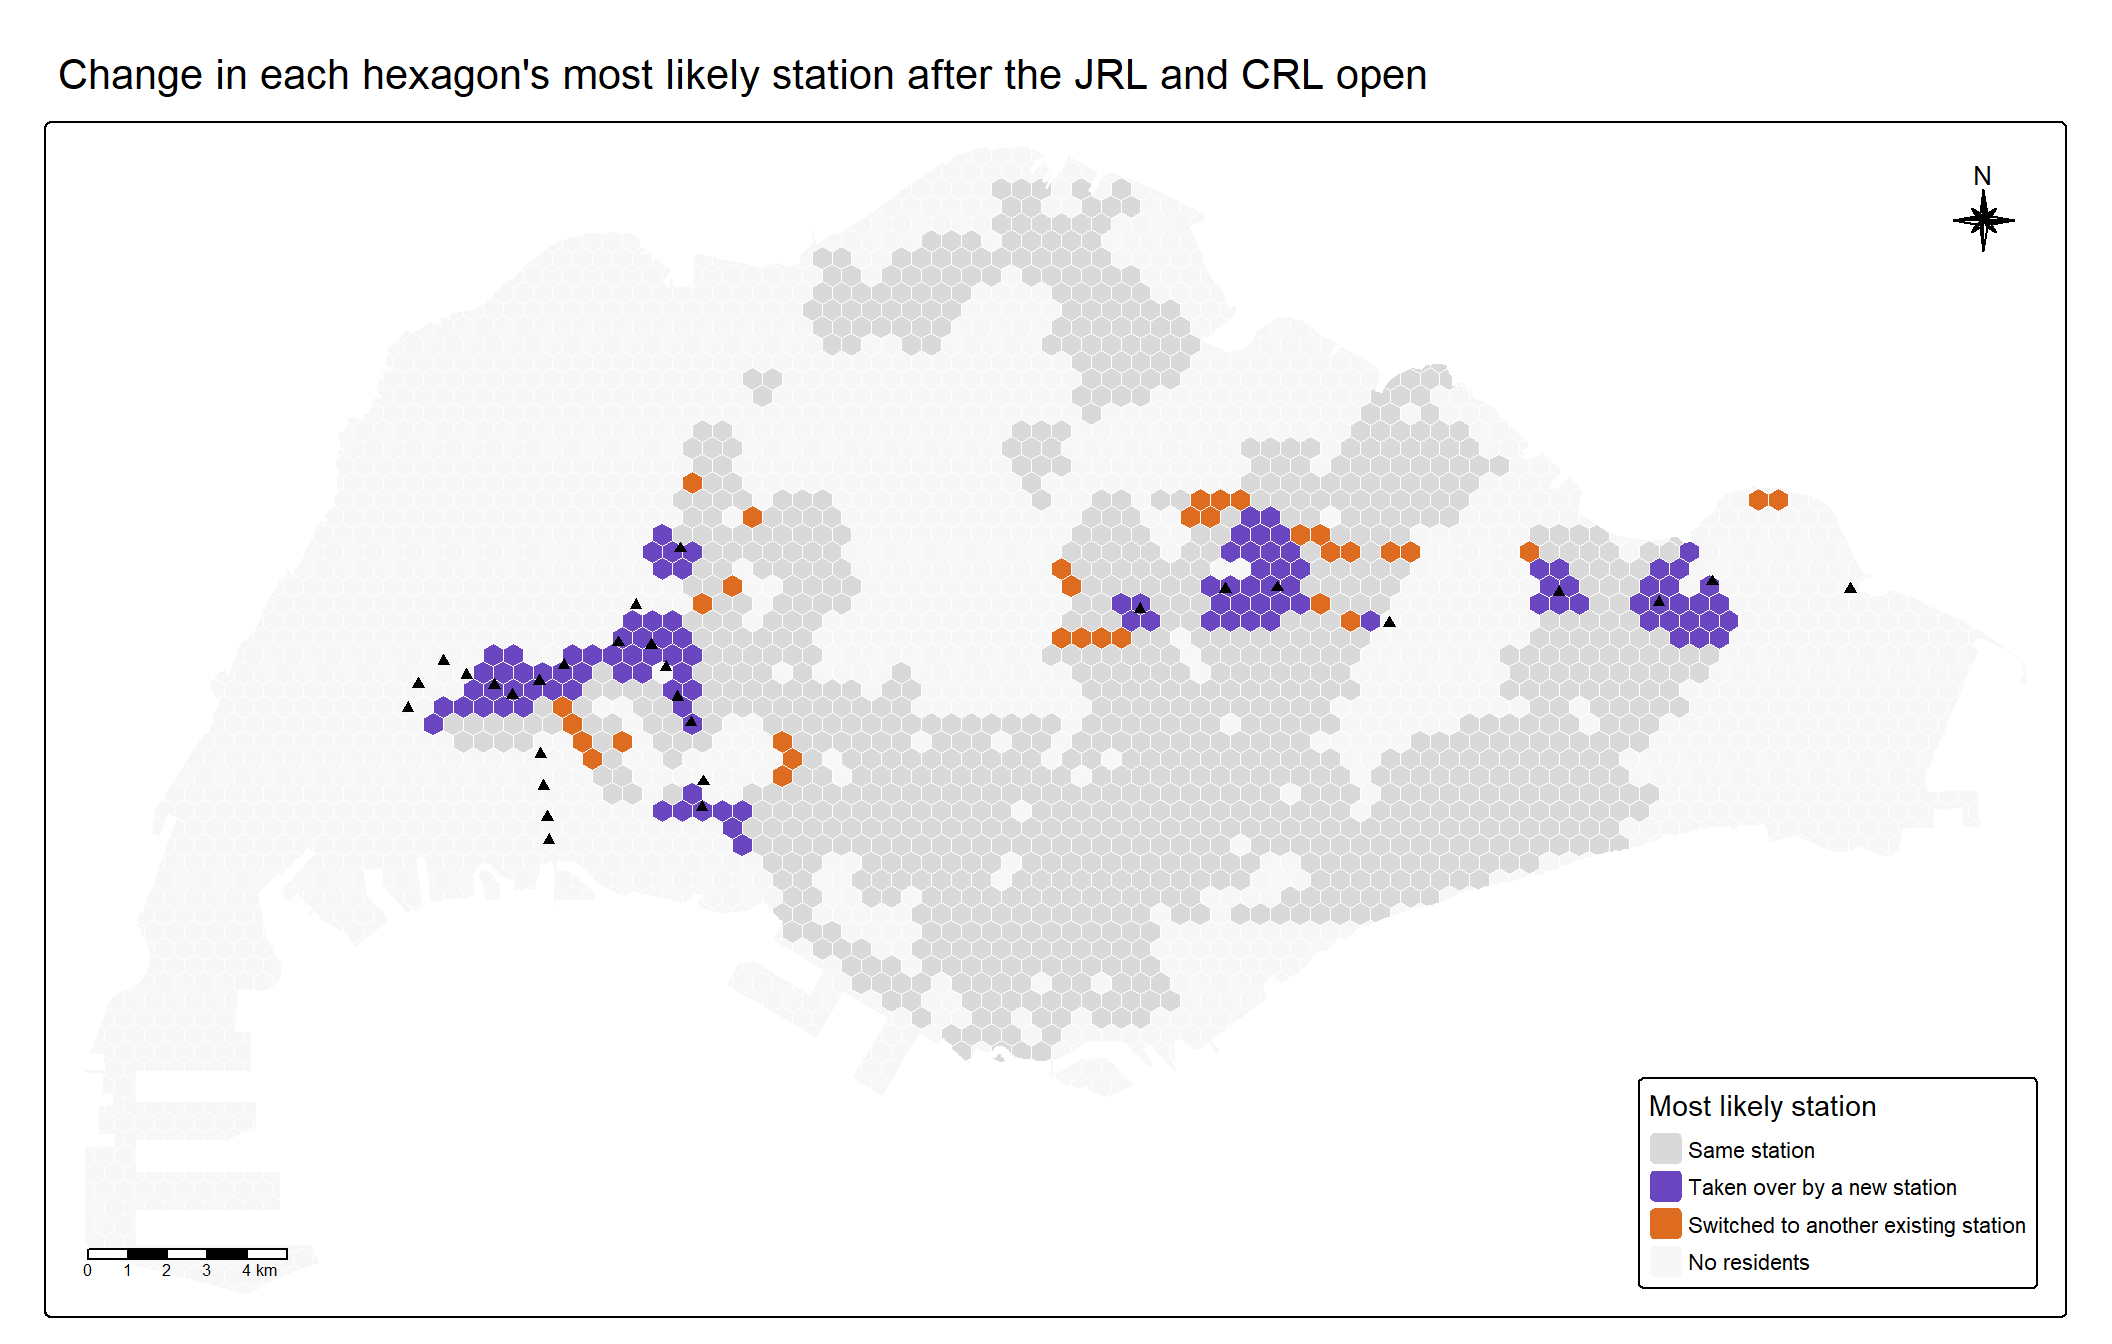 Change in each hexagon's most likely station after the JRL and CRL open
N
Most likely station
Same station
Taken over by a new station
Switched to another existing station
No residents
0 1 2 3 4 km